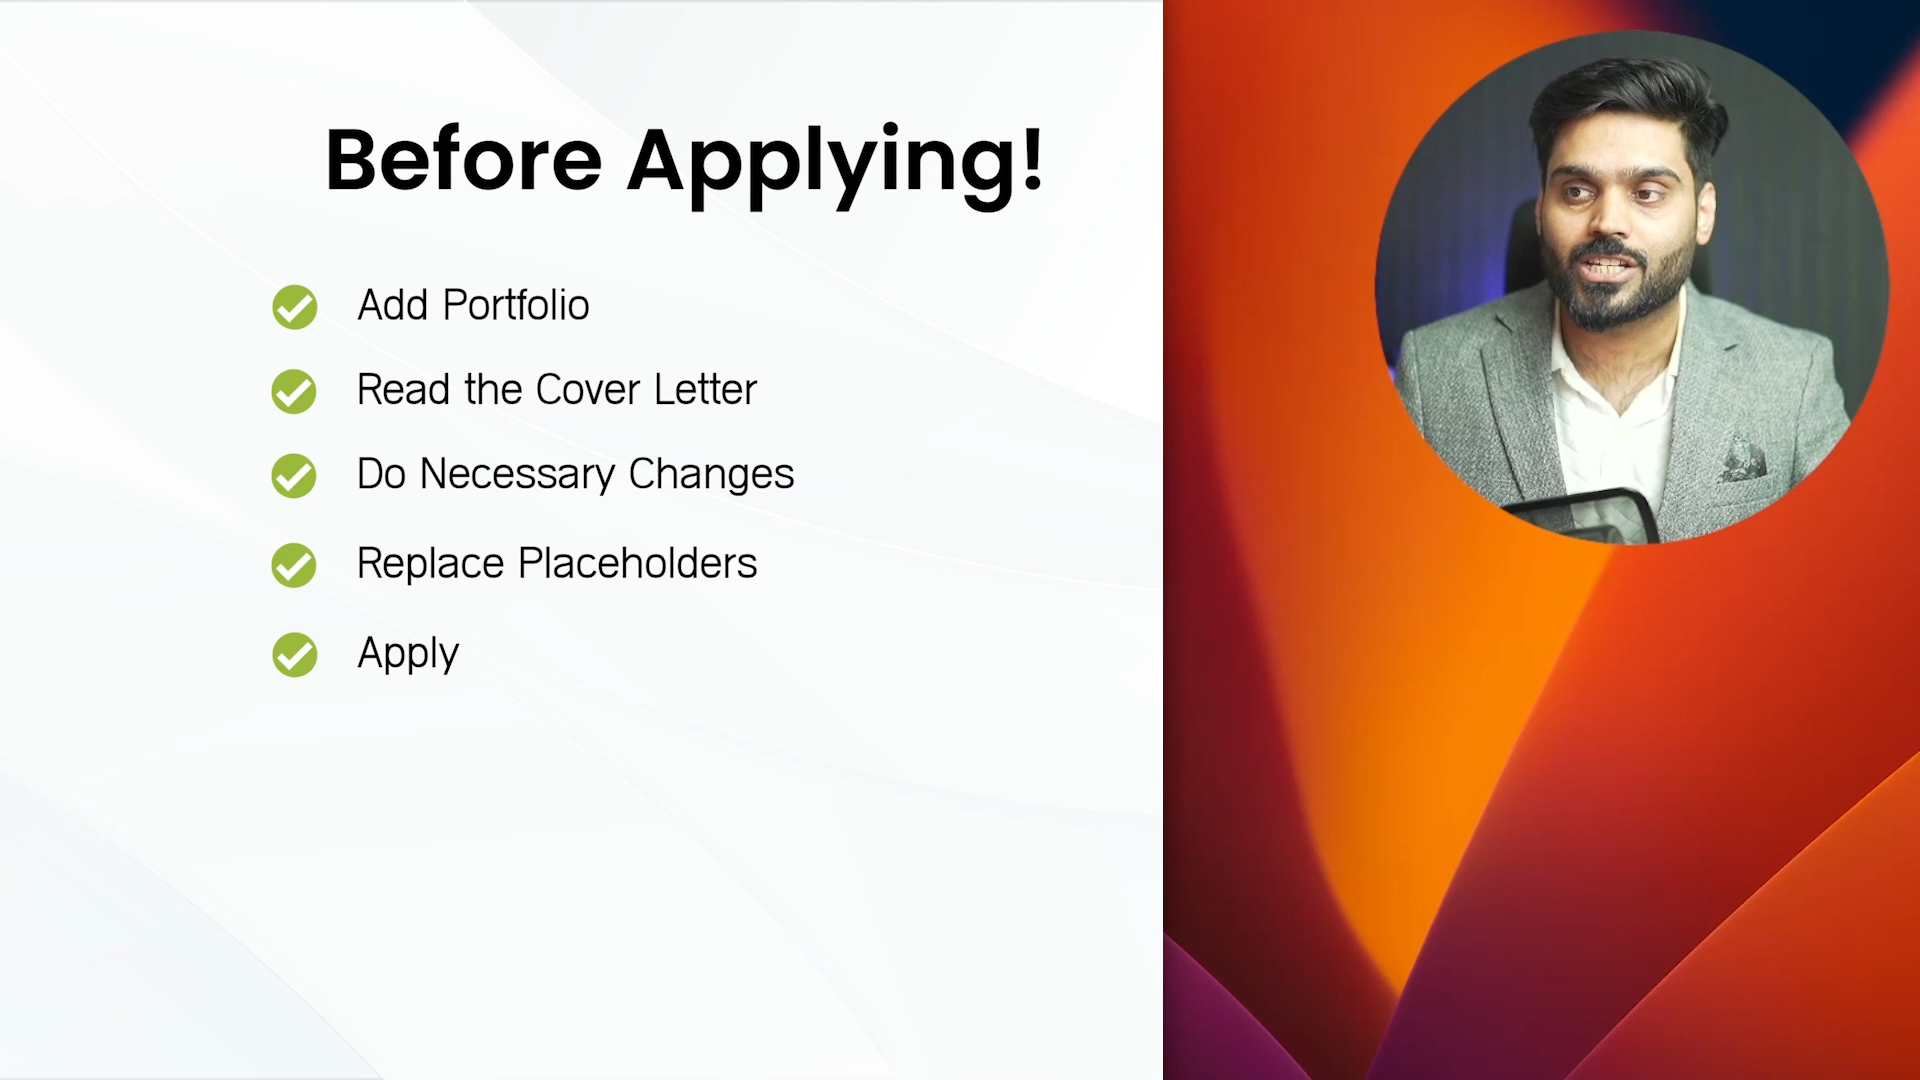 Before Applying!
Add Portfolio
Read the Cover Letter
Do Necessary Changes
Replace Placeholders
Apply